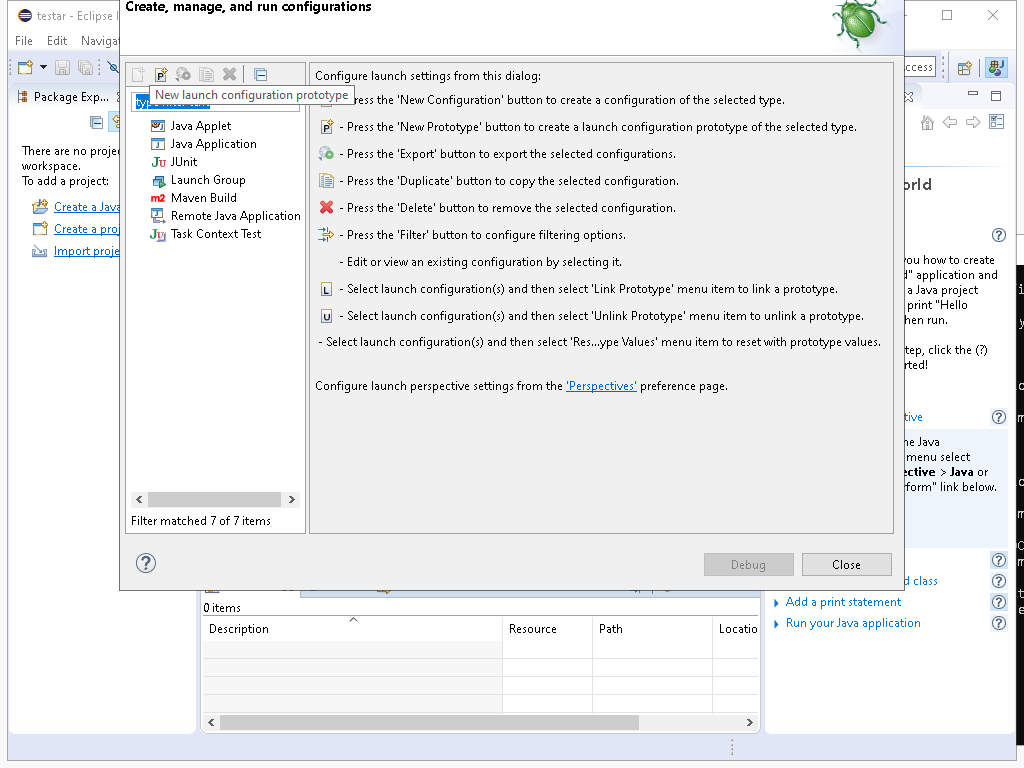 testar - Eclipse
Create, manage, and run configurations
File Edit Naviga
New launch configuration prototype
Package Exp...
There are no
workspace.
To add a project:
Create a Java
Create a
Import
Java Applet
Java Application
JUnit
Launch Group
Maven Build
Remote Java Application
Task Context Test
Filter matched 7 of 7 items
Configure launch settings from this dialog:
the 'New Configuration' button to create a configuration of the selected type.
- Press the 'New Prototype' button to create a launch configuration prototype of the selected type.
- Press the 'Export' button to export the selected configurations.
- Press the 'Duplicate' button to copy the selected configuration.
- Press the 'Delete' button to remove the selected configuration.
- Press the 'Filter' button to configure filtering options.
- Edit or view an existing configuration by selecting it.
- Select launch configuration(s) and then select 'Link Prototype' menu item to link a prototype.
- Select launch configuration(s) and then select 'Unlink Prototype' menu item to unlink a prototype.
- Select launch configuration(s) and then select 'Res...ype Values' menu item to reset with prototype values.
Configure launch perspective settings from the 'Perspectives' preference page.
Debug
Close
cess
orld
you how to create
d" application and
a Java project
print "Hello
hen run.
tep, click the (?)
rted!
tive
he Java
menu select
ective > Java or
form" link below.
d class
Add a print statement
Run your Java application
0 items
Description Resource Path Locatio